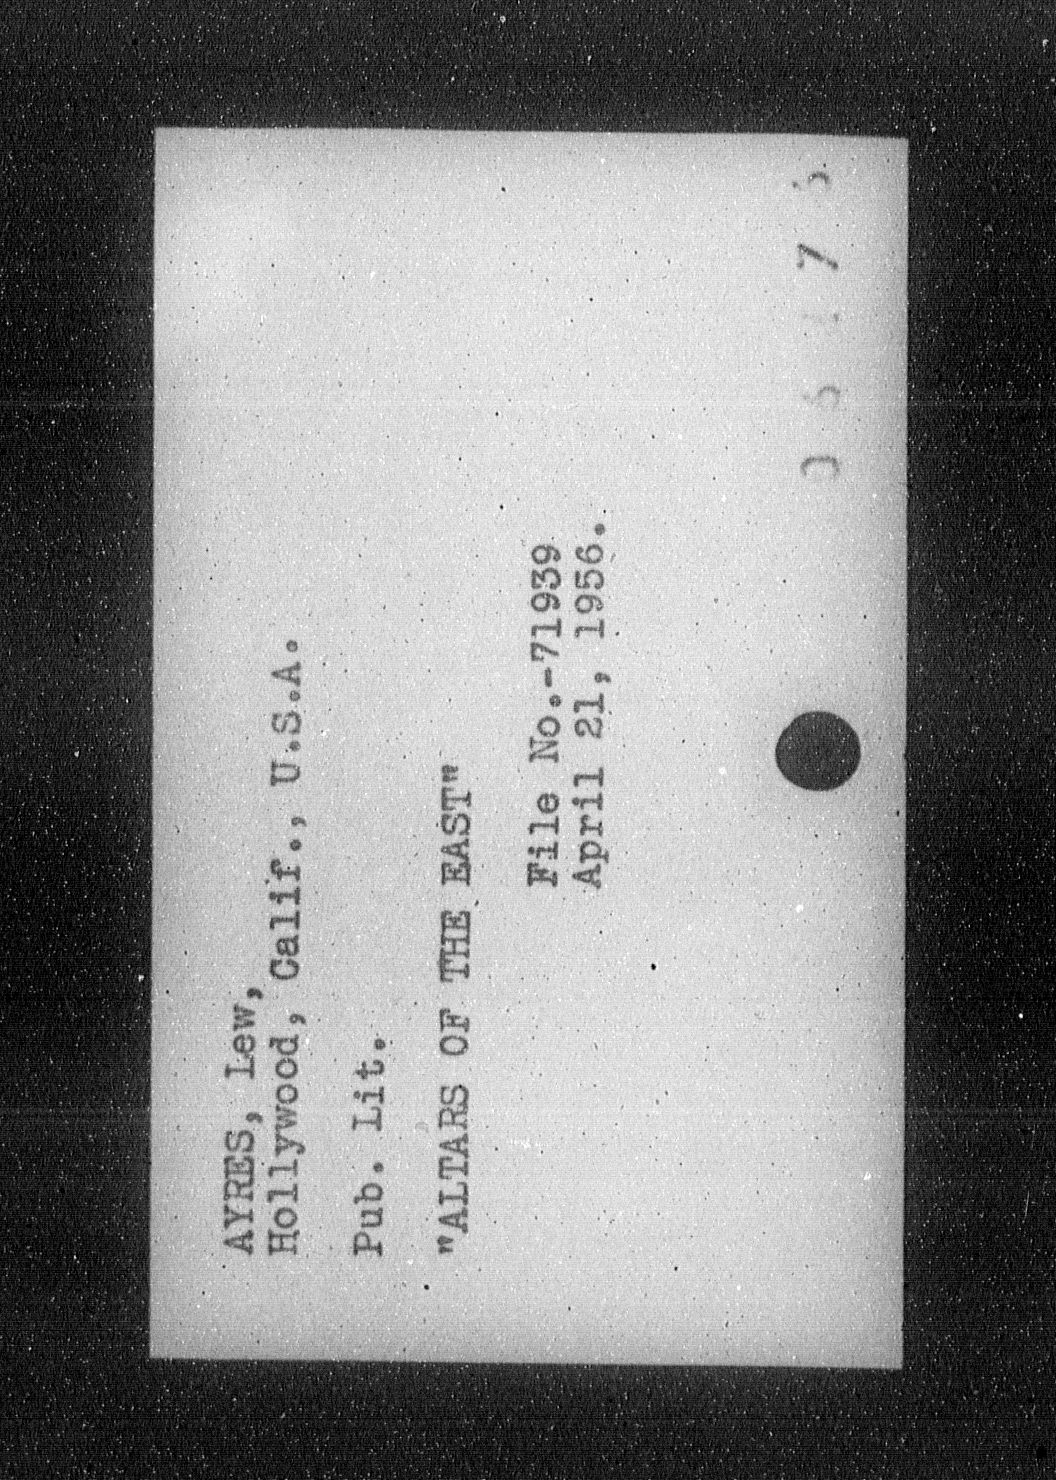 AYRES, Lew,
Hollywood, Calif., U.S.A.
Pub. Lit.
"ALTARS OF THE EAST"
File No.-71939
April 21, 1956.